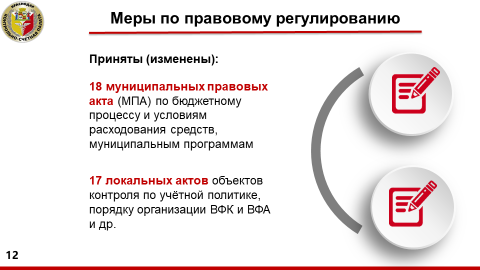 Меры по правовому регулированию
Приняты (изменены):
18 муниципальных правовых
акта (МПА) по бюджетному
процессу и условиям
расходования средств,
муниципальным программам
17 локальных актов объектов
контроля по учётной политике,
порядку организации ВФК и ВФА
и др.
12